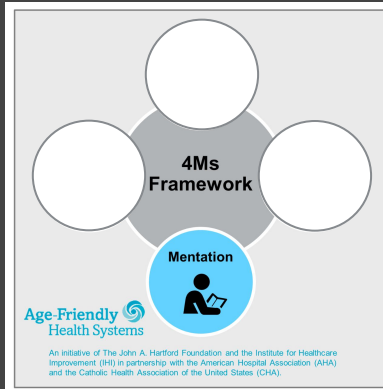 4Ms
Framework
Mentation
Age-Friendly
Health Systems
An initiative of The John A. Hartford Foundation and the Institute for Healthcare
Improvement (IHI) in partnership with the American Hospital Association (AHA)
and the Catholic Health Association of the United States (CHA).